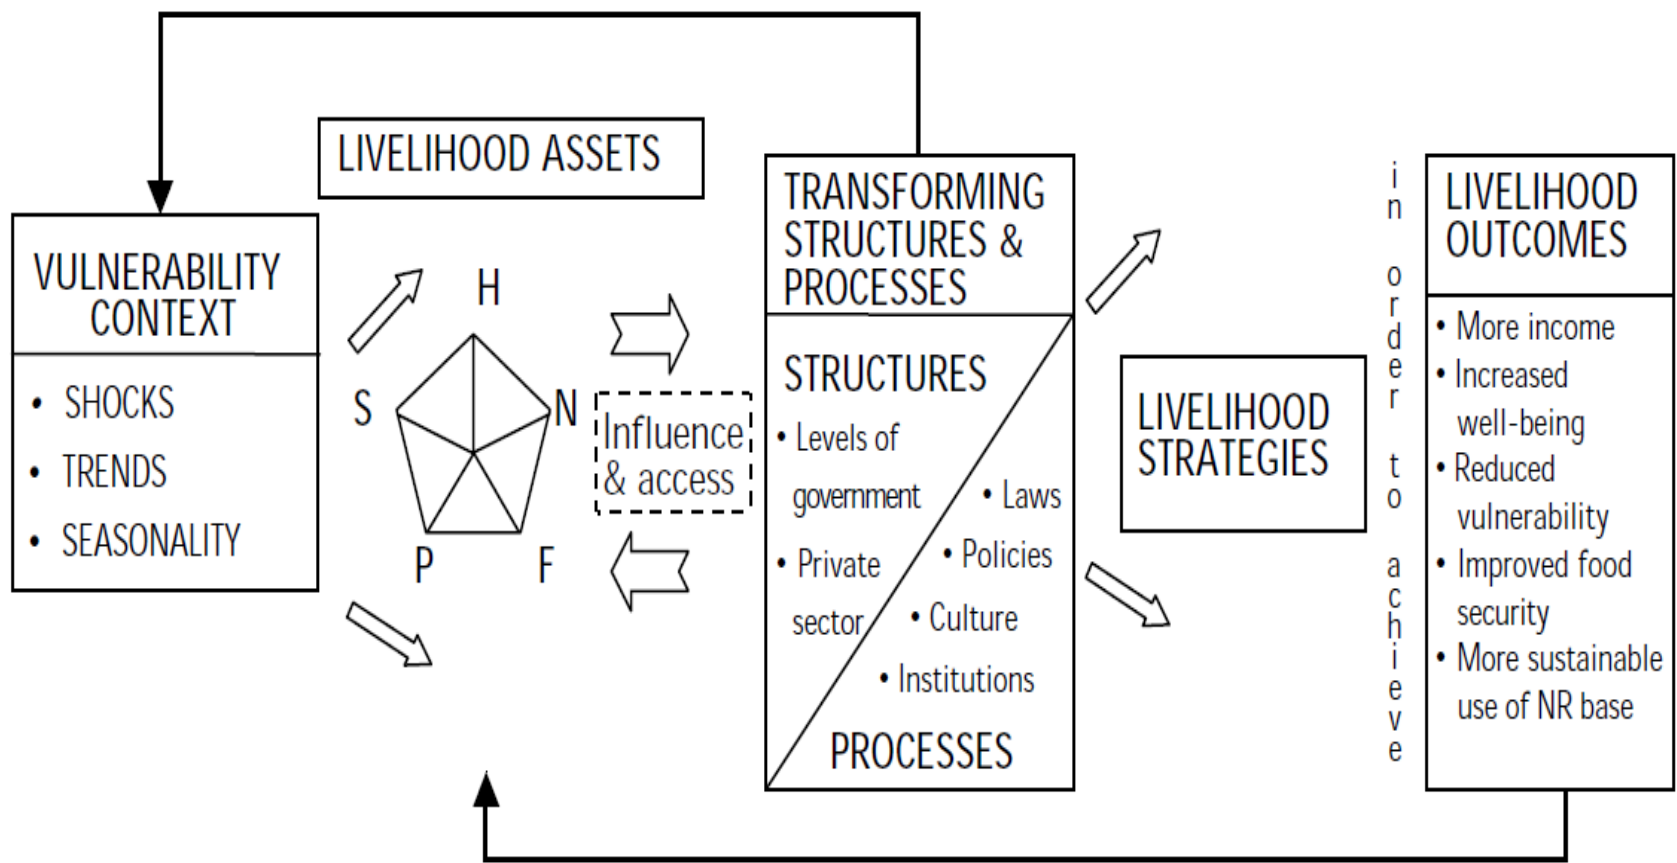 LIVELIHOOD ASSETS
VULNERABILITY
CONTEXT
• SHOCKS
• TRENDS
• SEASONALITY
H
S
N
P
F
Influence
& access
TRANSFORMING
STRUCTURES &
PROCESSES
STRUCTURES
• Levels of
government
• Private
sector
• Laws
• Policies
• Culture
• Institutions
PROCESSES
LIVELIHOOD
STRATEGIES
in order to achieve
LIVELIHOOD
OUTCOMES
• More income
• Increased
well-being
• Reduced
vulnerability
• Improved food
security
• More sustainable
use of NR base